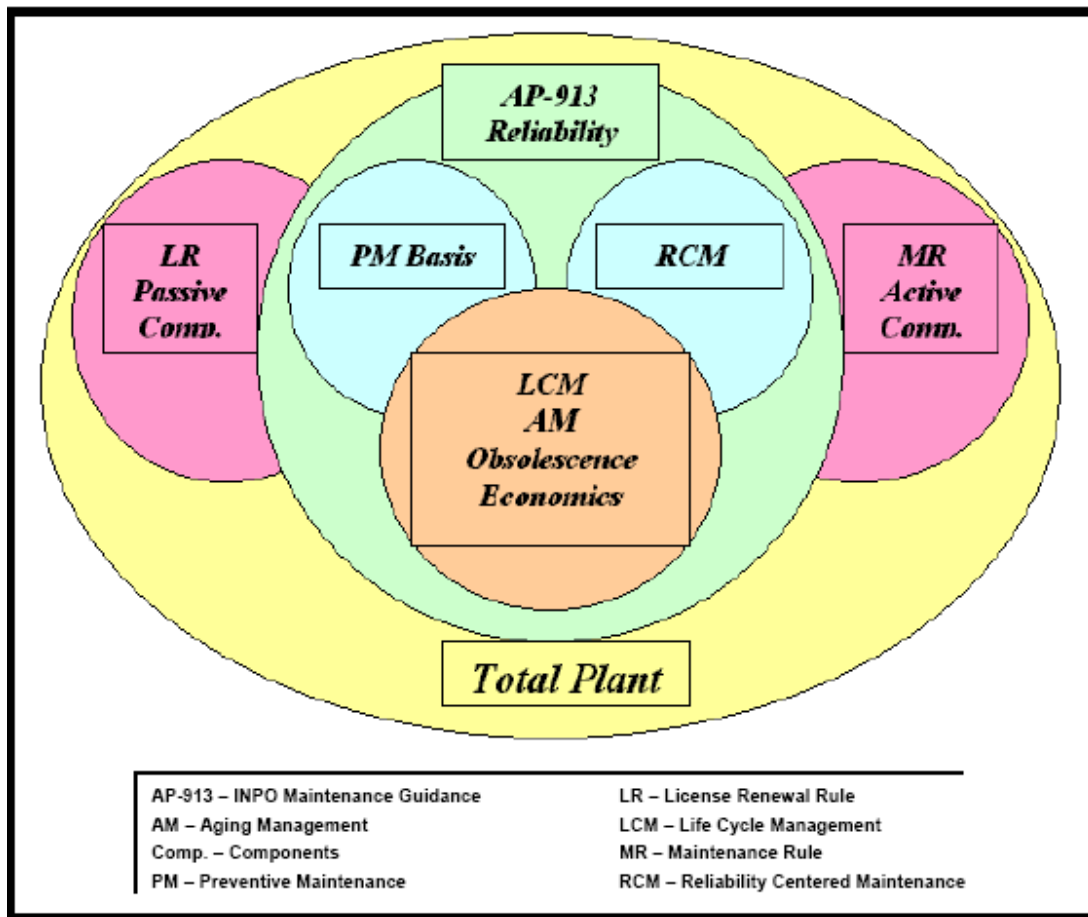 AP-913
Reliability
LR
Passive
Comp.
PM Basis
RCM
MR
Active
Comp.
LCM
AM
Obsolescence
Economics
Total Plant
AP-913 – INPO Maintenance Guidance
AM – Aging Management
Comp. – Components
PM – Preventive Maintenance
LR – License Renewal Rule
LCM – Life Cycle Management
MR – Maintenance Rule
RCM – Reliability Centered Maintenance